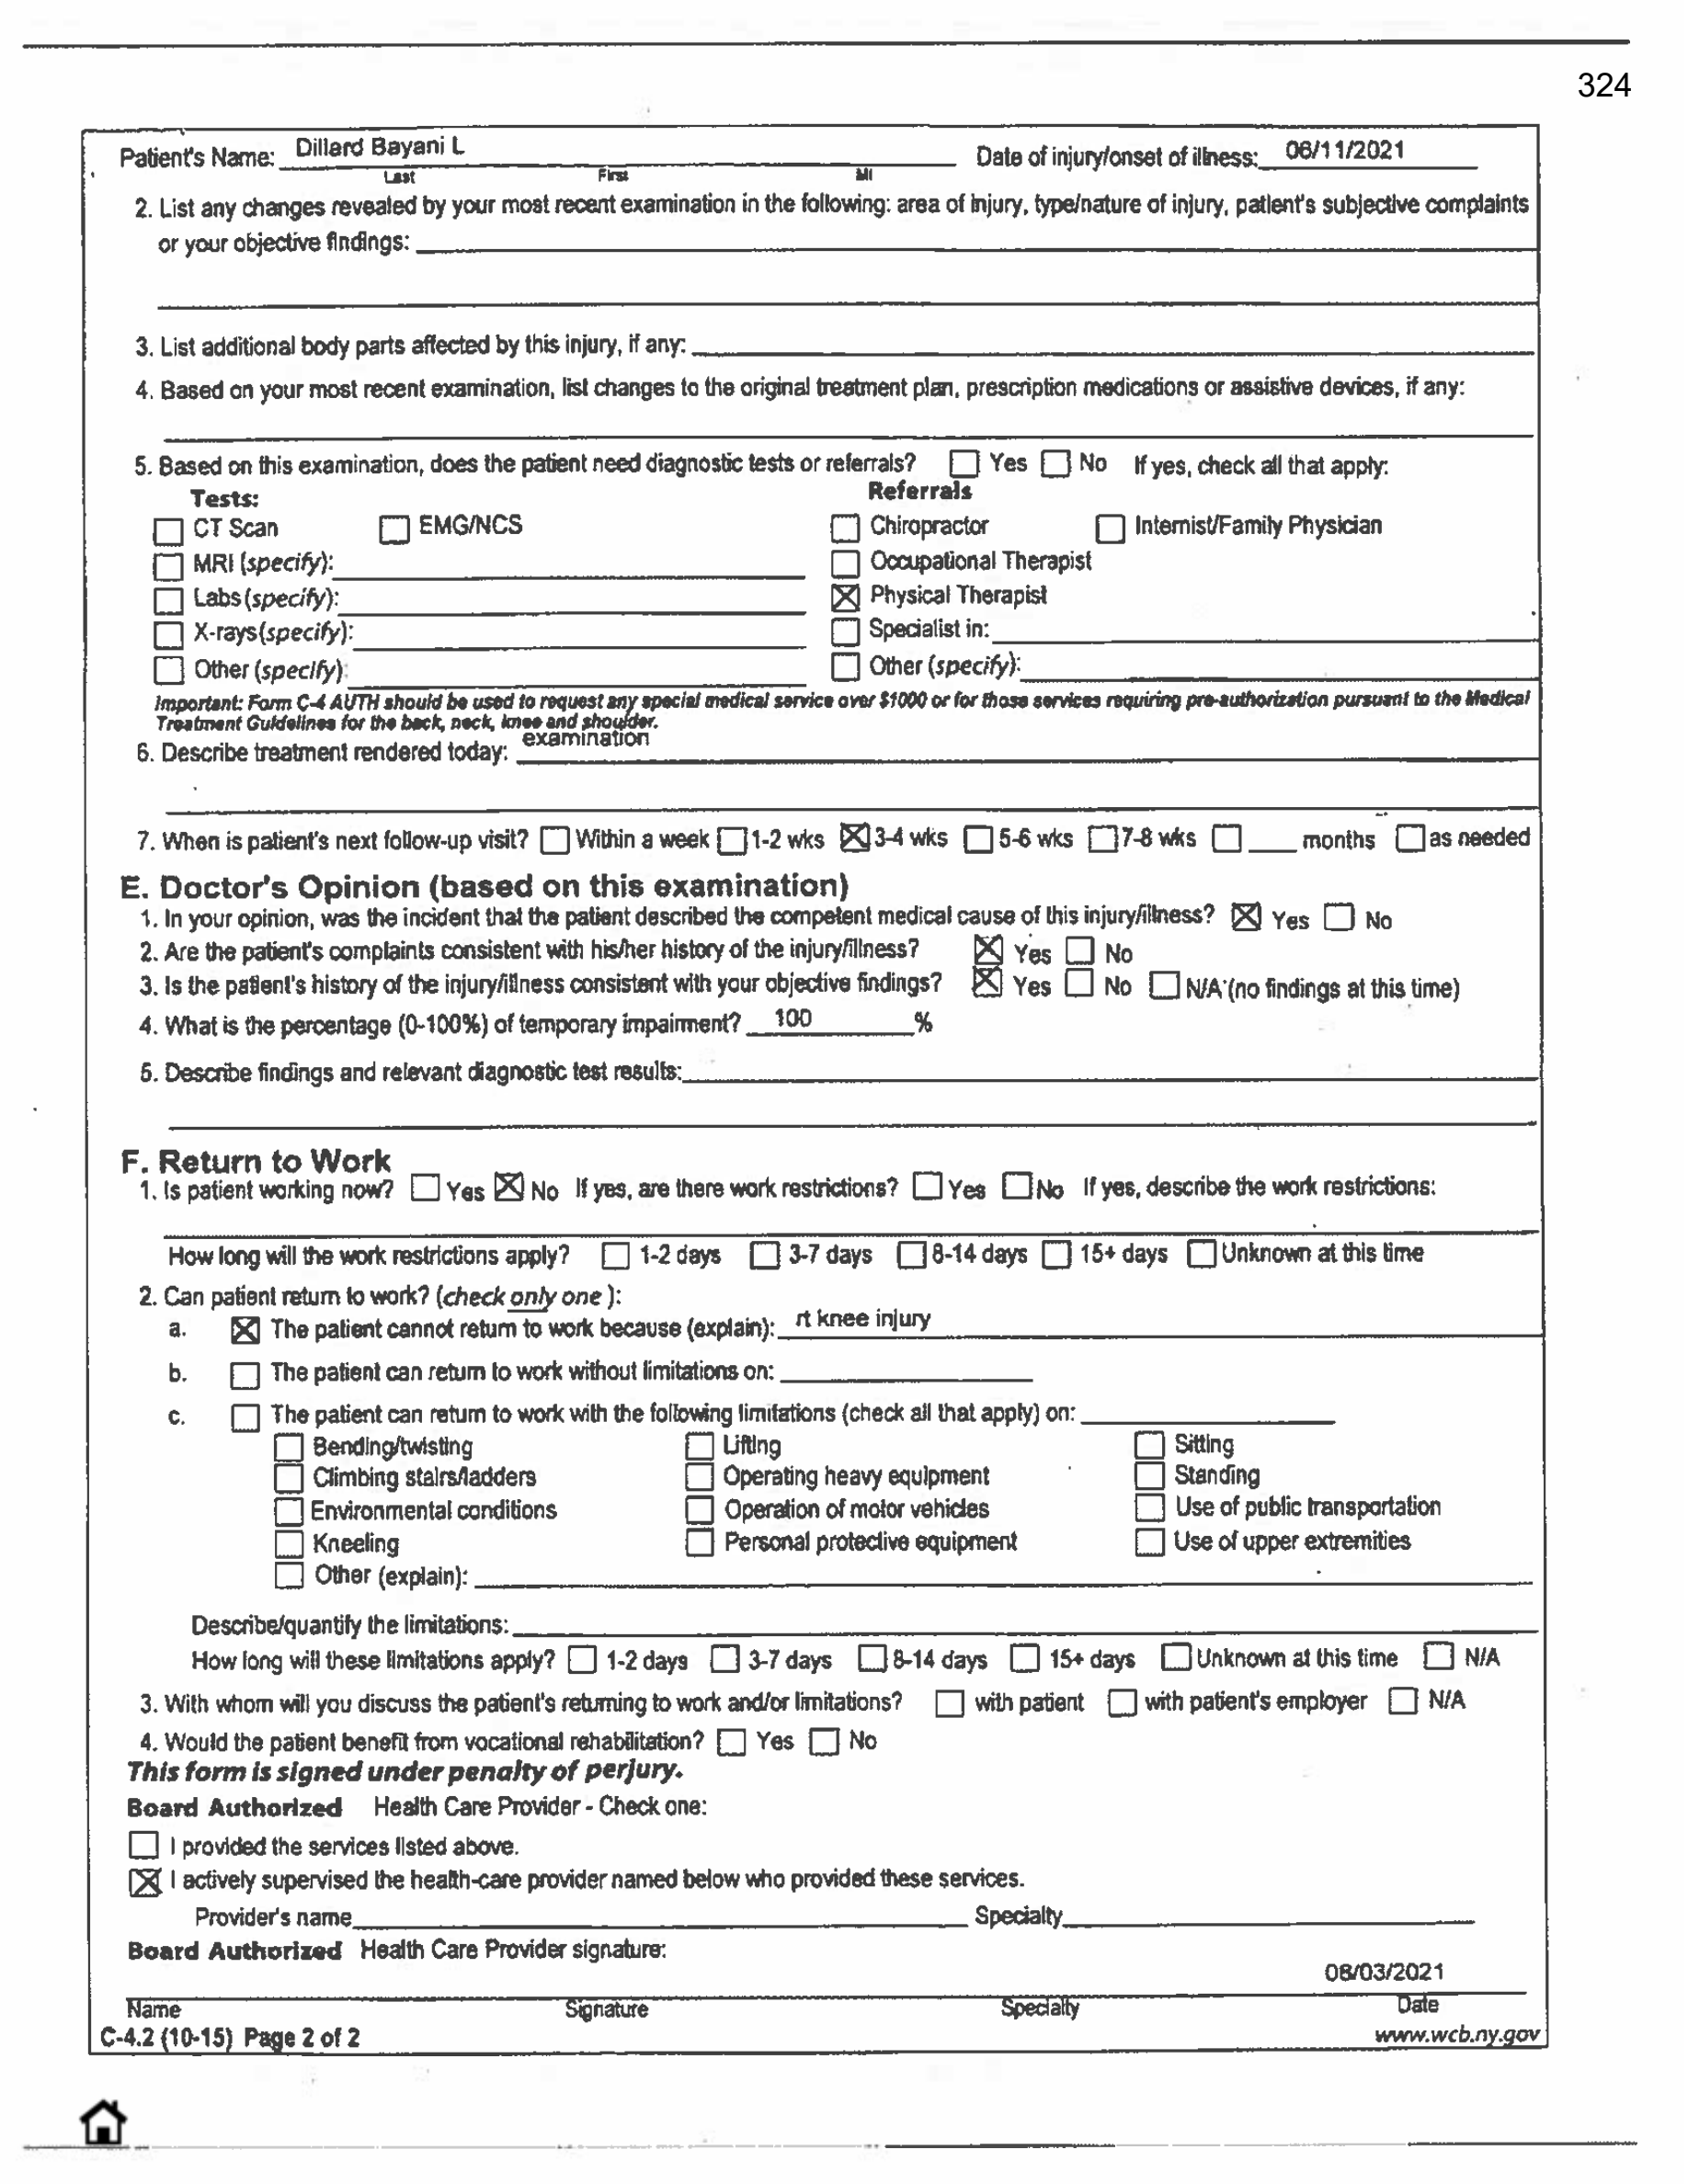 324
Patient's Name: Dillard Bayani L Date of injury/onset of illness: 06/11/2021
Last First MI
2. List any changes revealed by your most recent examination in the following: area of injury, type/nature of injury, patient's subjective complaints
or your objective findings:
3. List additional body parts affected by this injury, if any:
4. Based on your most recent examination, list changes to the original treatment plan, prescription medications or assistive devices, if any:
5. Based on this examination, does the patient need diagnostic tests or referrals? ☐ Yes ☐ No If yes, check all that apply:
Tests: Referrals
☐ CT Scan ☐ EMG/NCS ☐ Chiropractor ☐ Internist/Family Physician
☐ MRI (specify): ☐ Occupational Therapist
☐ Labs (specify): ☒ Physical Therapist
☐ X-rays (specify): ☐ Specialist in:
☐ Other (specify): ☐ Other (specify):
Important: Form C-4 AUTH should be used to request any special medical service over $1000 or for those services requiring pre-authorization pursuant to the Medical
Treatment Guidelines for the back, neck, knee and shoulder.
6. Describe treatment rendered today: examination
7. When is patient's next follow-up visit? ☐ Within a week ☐ 1-2 wks ☒ 3-4 wks ☐ 5-6 wks ☐ 7-8 wks ☐ ___ months ☐ as needed
E. Doctor's Opinion (based on this examination)
1. In your opinion, was the incident that the patient described the competent medical cause of this injury/illness? ☒ Yes ☐ No
2. Are the patient's complaints consistent with his/her history of the injury/illness? ☒ Yes ☐ No
3. Is the patient's history of the injury/illness consistent with your objective findings? ☒ Yes ☐ No ☐ N/A (no findings at this time)
4. What is the percentage (0-100%) of temporary impairment? 100 %
5. Describe findings and relevant diagnostic test results:
F. Return to Work
1. Is patient working now? ☐ Yes ☒ No If yes, are there work restrictions? ☐ Yes ☐ No If yes, describe the work restrictions:
How long will the work restrictions apply? ☐ 1-2 days ☐ 3-7 days ☐ 8-14 days ☐ 15+ days ☐ Unknown at this time
2. Can patient return to work? (check only one ):
a. ☒ The patient cannot return to work because (explain): rt knee injury
b. ☐ The patient can return to work without limitations on:
c. ☐ The patient can return to work with the following limitations (check all that apply) on:
☐ Bending/twisting ☐ Lifting ☐ Sitting
☐ Climbing stairs/ladders ☐ Operating heavy equipment ☐ Standing
☐ Environmental conditions ☐ Operation of motor vehicles ☐ Use of public transportation
☐ Kneeling ☐ Personal protective equipment ☐ Use of upper extremities
☐ Other (explain):
Describe/quantify the limitations:
How long will these limitations apply? ☐ 1-2 days ☐ 3-7 days ☐ 8-14 days ☐ 15+ days ☐ Unknown at this time ☐ N/A
3. With whom will you discuss the patient's returning to work and/or limitations? ☐ with patient ☐ with patient's employer ☐ N/A
4. Would the patient benefit from vocational rehabilitation? ☐ Yes ☐ No
This form is signed under penalty of perjury.
Board Authorized Health Care Provider - Check one:
☐ I provided the services listed above.
☒ I actively supervised the health-care provider named below who provided these services.
Provider's name Specialty
Board Authorized Health Care Provider signature:
08/03/2021
Name Signature Specialty Date
C-4.2 (10-15) Page 2 of 2 www.wcb.ny.gov